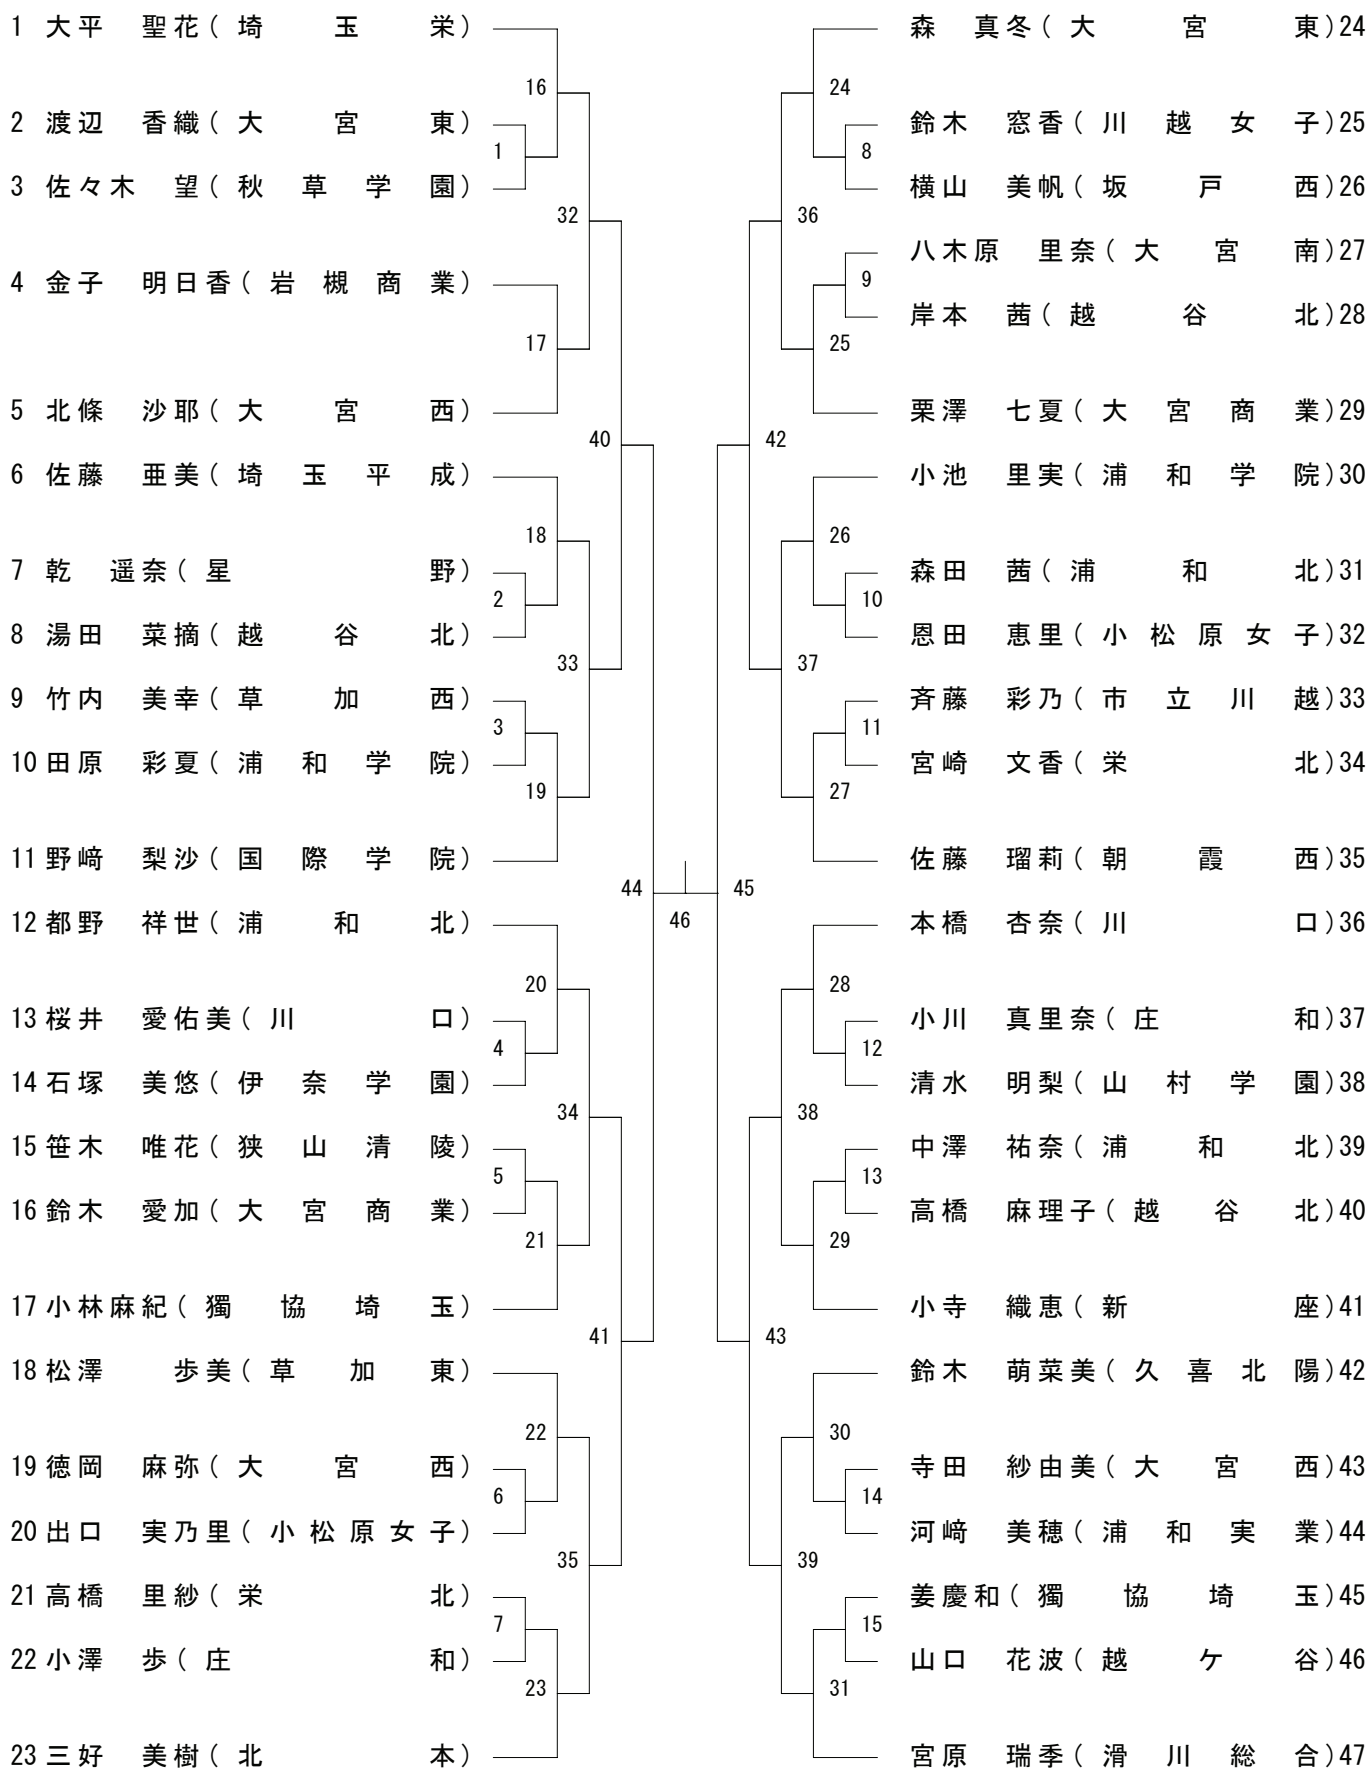 1 大平 聖花(埼玉栄)
2 渡辺 香織(大宮東)
3 佐々木 望(秋草学園)
4 金子 明日香(岩槻商業)
5 北條 沙耶(大宮西)
6 佐藤 亜美(埼玉平成)
7 乾 遥奈(星野)
8 湯田 菜摘(越谷北)
9 竹内 美幸(草加西)
10 田原 彩夏(浦和学院)
11 野﨑 梨沙(国際学院)
12 都野 祥世(浦和北)
13 桜井 愛佑美(川口)
14 石塚 美悠(伊奈学園)
15 笹木 唯花(狭山清陵)
16 鈴木 愛加(大宮商業)
17 小林麻紀(獨協埼玉)
18 松澤 歩美(草加東)
19 徳岡 麻弥(大宮西)
20 出口 実乃里(小松原女子)
21 高橋 里紗(栄北)
22 小澤 歩(庄和)
23 三好 美樹(北本)
16
1
32
17
40
18
2
33
3
19
44
20
4
34
5
21
41
22
6
35
7
23
46
24
8
36
9
25
42
26
10
37
11
27
45
28
12
38
13
29
43
30
14
39
15
31
森 真冬(大宮東)24
鈴木 窓香(川越女子)25
横山 美帆(坂戸西)26
八木原 里奈(大宮南)27
岸本 茜(越谷北)28
栗澤 七夏(大宮商業)29
小池 里実(浦和学院)30
森田 茜(浦和北)31
恩田 恵里(小松原女子)32
斉藤 彩乃(市立川越)33
宮崎 文香(栄北)34
佐藤 瑠莉(朝霞西)35
本橋 杏奈(川口)36
小川 真里奈(庄和)37
清水 明梨(山村学園)38
中澤 祐奈(浦和北)39
高橋 麻理子(越谷北)40
小寺 織恵(新座)41
鈴木 萌菜美(久喜北陽)42
寺田 紗由美(大宮西)43
河﨑 美穂(浦和実業)44
姜慶和(獨協埼玉)45
山口 花波(越ケ谷)46
宮原 瑞季(滑川総合)47